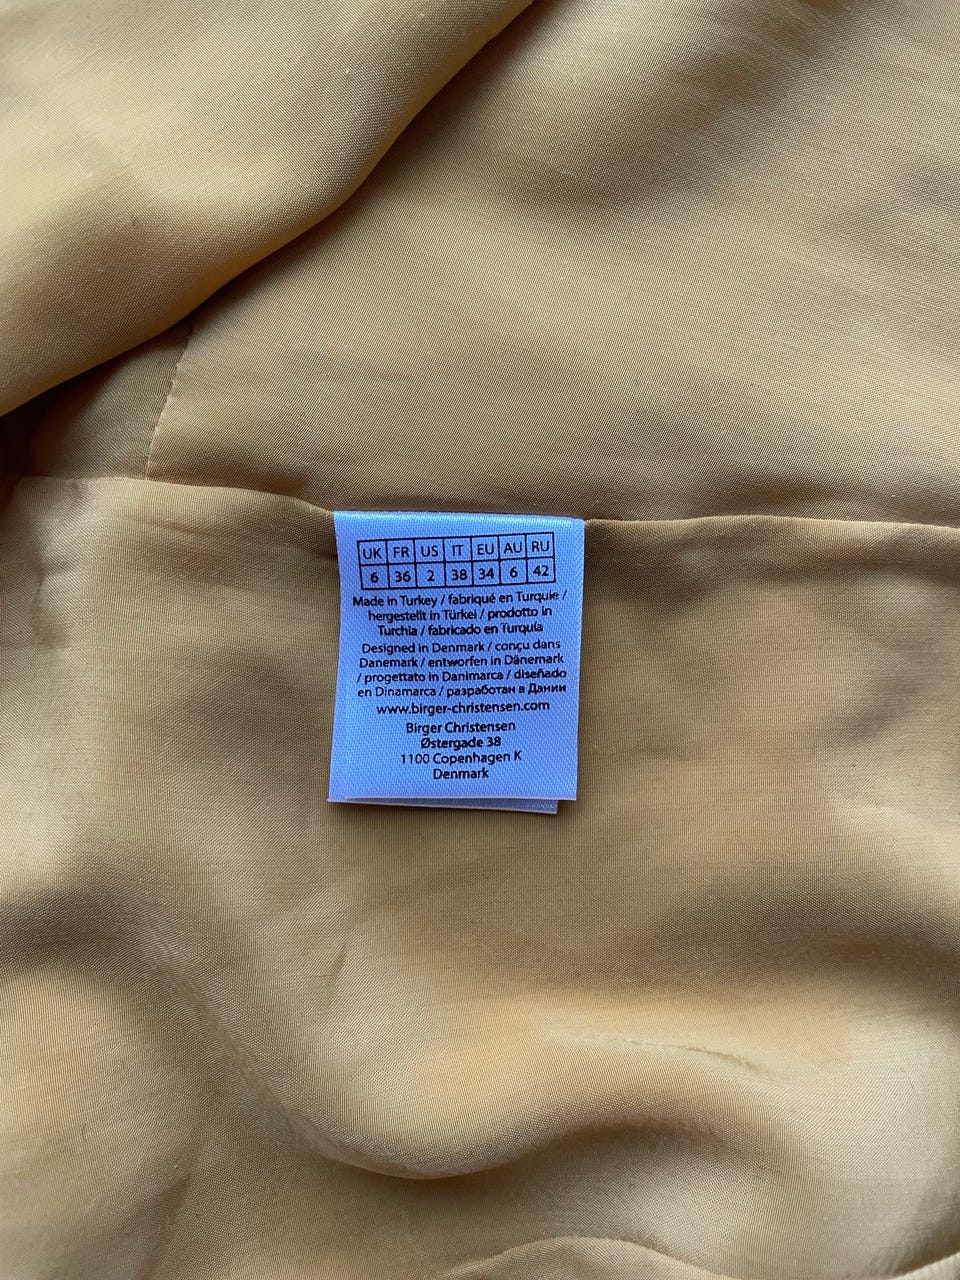 UK FR US IT EU AU RU
6 36 2 38 34 6 42
Made in Turkey / fabriqué en Turquie /
hergestellt in Türkei / prodotto in
Turchia / fabricado en Turquía
Designed in Denmark / conçu dans
Danemark / entworfen in Dänemark
/ progettato in Danimarca / diseñado
en Dinamarca / разработан в Дании
www.birger-christensen.com
Birger Christensen
Østergade 38
1100 Copenhagen K
Denmark